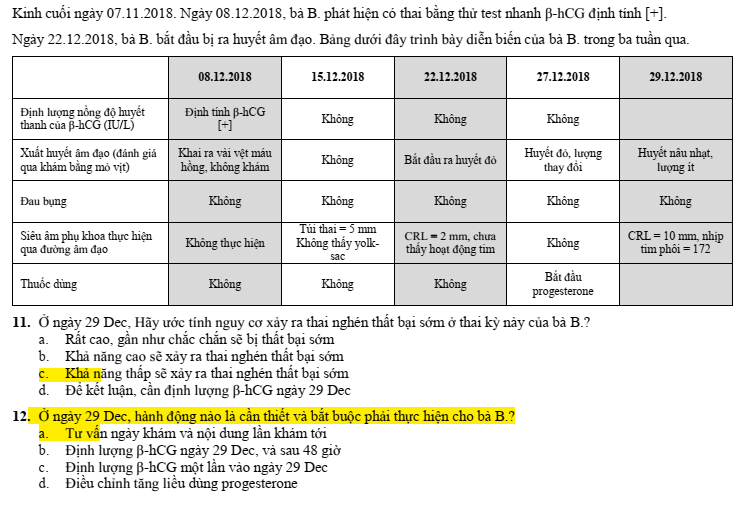 Kinh cuối ngày 07.11.2018. Ngày 08.12.2018, bà B. phát hiện có thai bằng thử test nhanh β-hCG định tính [+].
Ngày 22.12.2018, bà B. bắt đầu bị ra huyết âm đạo. Bảng dưới đây trình bày diễn biến của bà B. trong ba tuần qua.
08.12.2018 15.12.2018 22.12.2018 27.12.2018 29.12.2018
Định lượng nồng độ huyết thanh của β-hCG (IU/L) Định tính β-hCG [+] Không Không Không
Xuất huyết âm đạo (đánh giá qua khám bằng mỏ vịt) Khai ra vài vệt máu hồng, không khám Không Bắt đầu ra huyết đỏ Huyết đỏ, lượng thay đổi Huyết nâu nhạt, lượng ít
Đau bụng Không Không Không Không Không
Siêu âm phụ khoa thực hiện qua đường âm đạo Không thực hiện Túi thai = 5 mm Không thấy yolk-sac CRL = 2 mm, chưa thấy hoạt động tim Không CRL = 10 mm, nhịp tim phôi = 172
Thuốc dùng Không Không Không Bắt đầu progesterone
11. Ở ngày 29 Dec, Hãy ước tính nguy cơ xảy ra thai nghén thất bại sớm ở thai kỳ này của bà B.?
a. Rất cao, gần như chắc chắn sẽ bị thất bại sớm
b. Khả năng cao sẽ xảy ra thai nghén thất bại sớm
c. Khả năng thấp sẽ xảy ra thai nghén thất bại sớm
d. Để kết luận, cần định lượng β-hCG ngày 29 Dec
12. Ở ngày 29 Dec, hành động nào là cần thiết và bắt buộc phải thực hiện cho bà B.?
a. Tư vấn ngày khám và nội dung lần khám tới
b. Định lượng β-hCG ngày 29 Dec, và sau 48 giờ
c. Định lượng β-hCG một lần vào ngày 29 Dec
d. Điều chỉnh tăng liều dùng progesterone